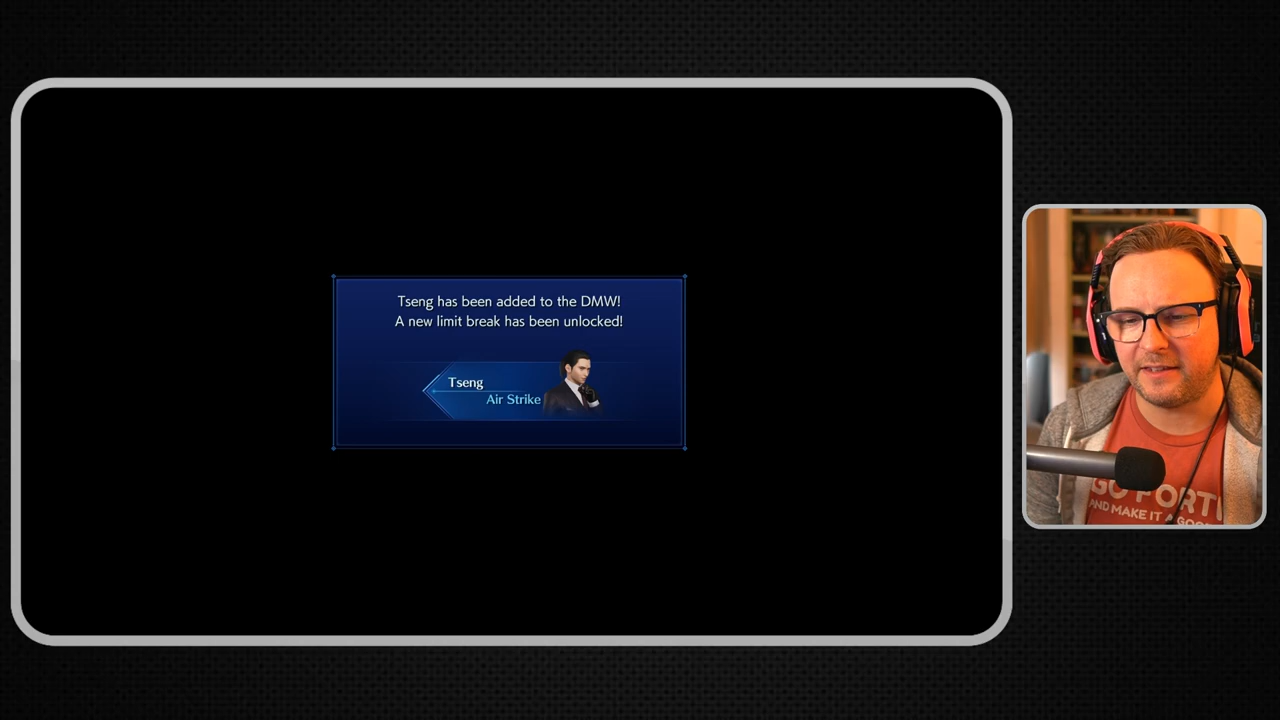 Tseng has been added to the DMW!
A new limit break has been unlocked!
Tseng
Air Strike
GO FORT
AND MAKE IT A GOO